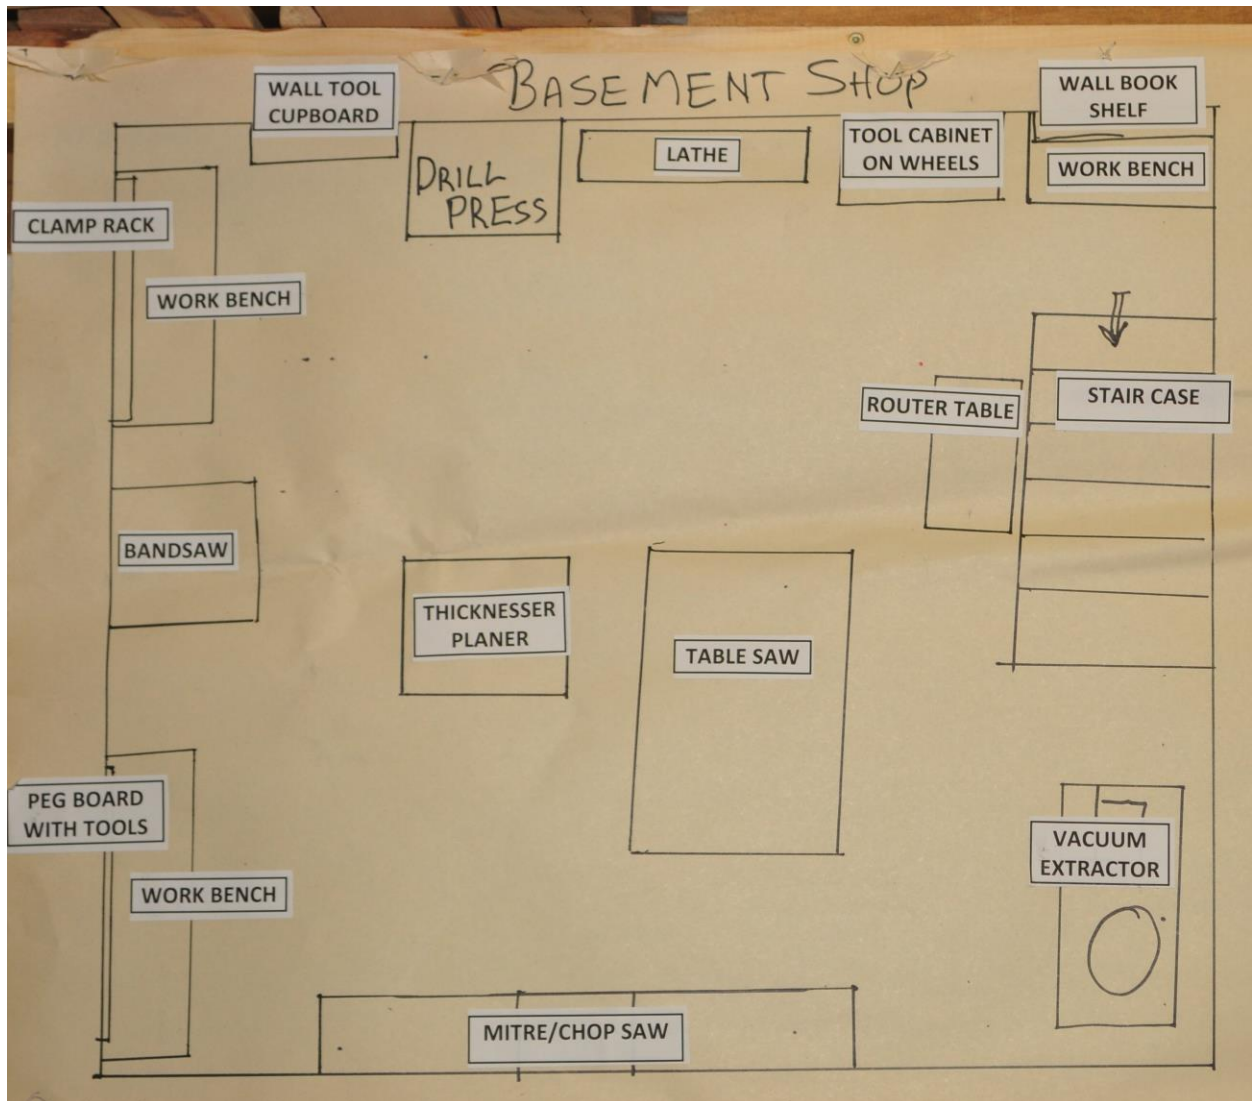 BASEMENT SHOP
WALL TOOL
CUPBOARD
WALL BOOK
SHELF
DRILL
PRESS
LATHE
TOOL CABINET
ON WHEELS
WORK BENCH
CLAMP RACK
WORK BENCH
ROUTER TABLE
STAIR CASE
BANDSAW
THICKNESSER
PLANER
TABLE SAW
PEG BOARD
WITH TOOLS
WORK BENCH
VACUUM
EXTRACTOR
MITRE/CHOP SAW